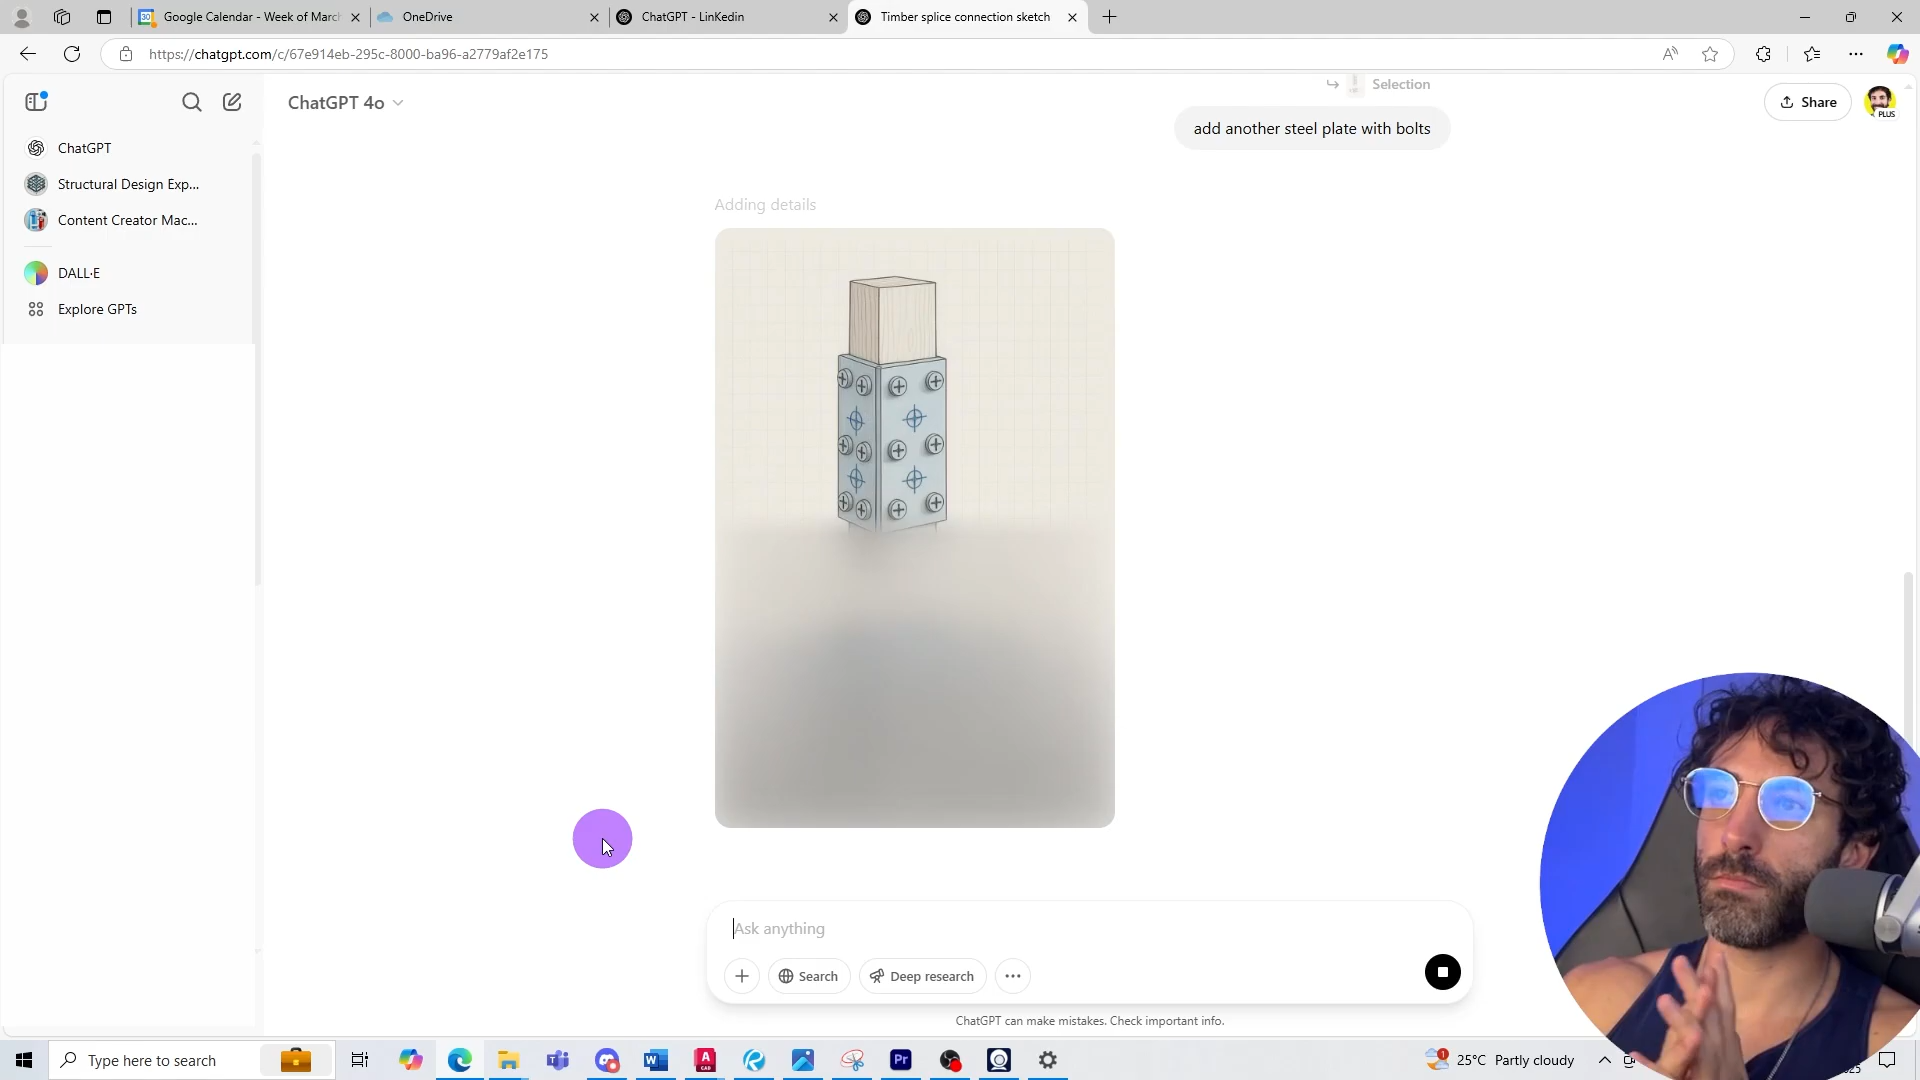 Google Calendar - Week of March
OneDrive
ChatGPT - LinKedin
Timber splice connection sketch
https://chatgpt.com/c/67e914eb-295c-8000-ba96-a2779af2e175
ChatGPT 4o
Selection
Share
PLUS
add another steel plate with bolts
ChatGPT
Structural Design Exp...
Content Creator Mac...
DALL·E
Explore GPTs
Adding details
Ask anything
Search
Deep research
ChatGPT can make mistakes. Check important info.
Type here to search
25°C Partly cloudy